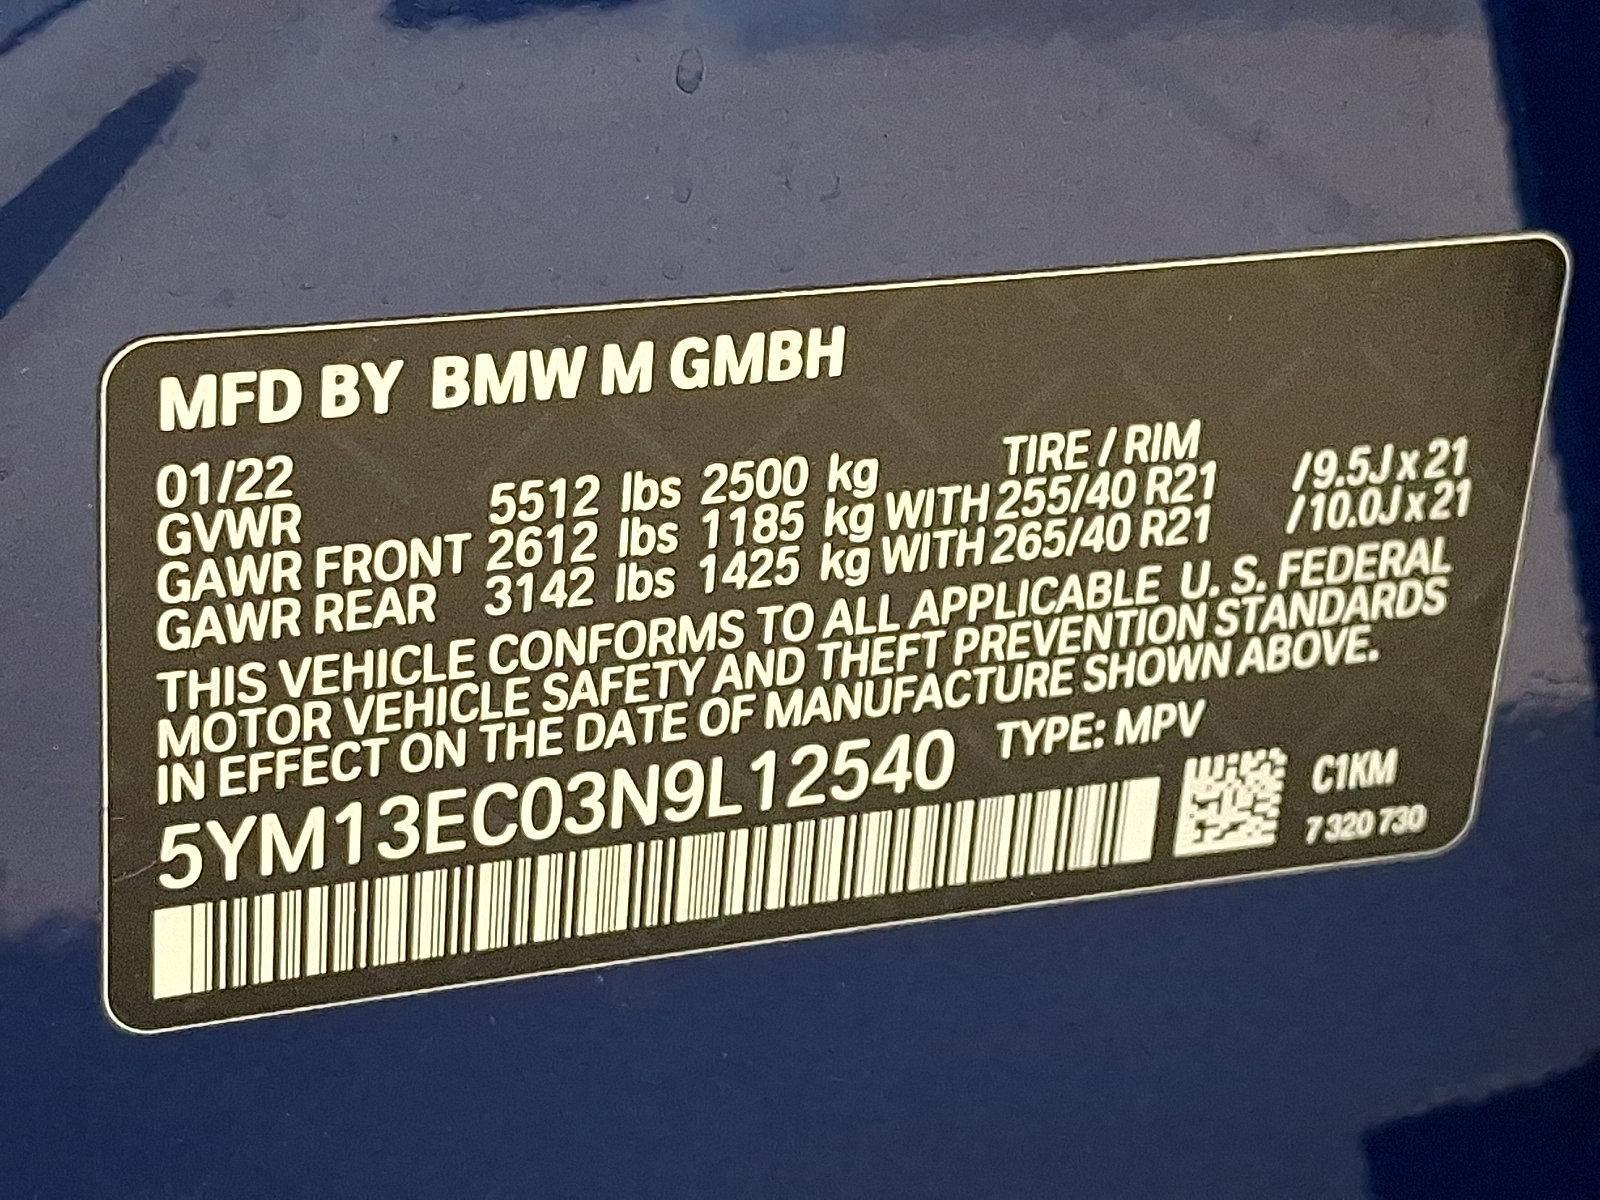 MFD BY BMW M GMBH
01/22 TIRE / RIM
GVWR 5512 lbs 2500 kg
GAWR FRONT 2612 lbs 1185 kg WITH 255/40 R21 /9.5J x 21
GAWR REAR 3142 lbs 1425 kg WITH 265/40 R21 /10.0J x 21
THIS VEHICLE CONFORMS TO ALL APPLICABLE U. S. FEDERAL
MOTOR VEHICLE SAFETY AND THEFT PREVENTION STANDARDS
IN EFFECT ON THE DATE OF MANUFACTURE SHOWN ABOVE.
5YM13EC03N9L12540 TYPE: MPV
C1KM
7 320 730